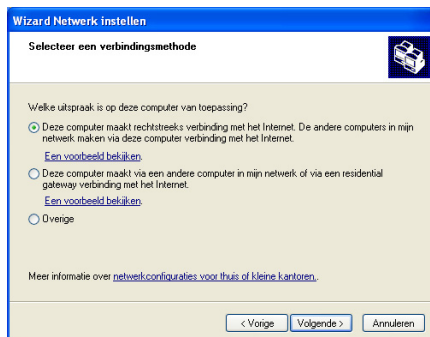 Wizard Netwerk instellen
Selecteer een verbindingsmethode
Welke uitspraak is op deze computer van toepassing?
Deze computer maakt rechtstreeks verbinding met het Internet. De andere computers in mijn
netwerk maken via deze computer verbinding met het Internet.
Een voorbeeld bekijken.
Deze computer maakt via een andere computer in mijn netwerk of via een residential
gateway verbinding met het Internet.
Een voorbeeld bekijken.
Overige
Meer informatie over netwerkconfiguraties voor thuis of kleine kantoren..
< Vorige Volgende > Annuleren